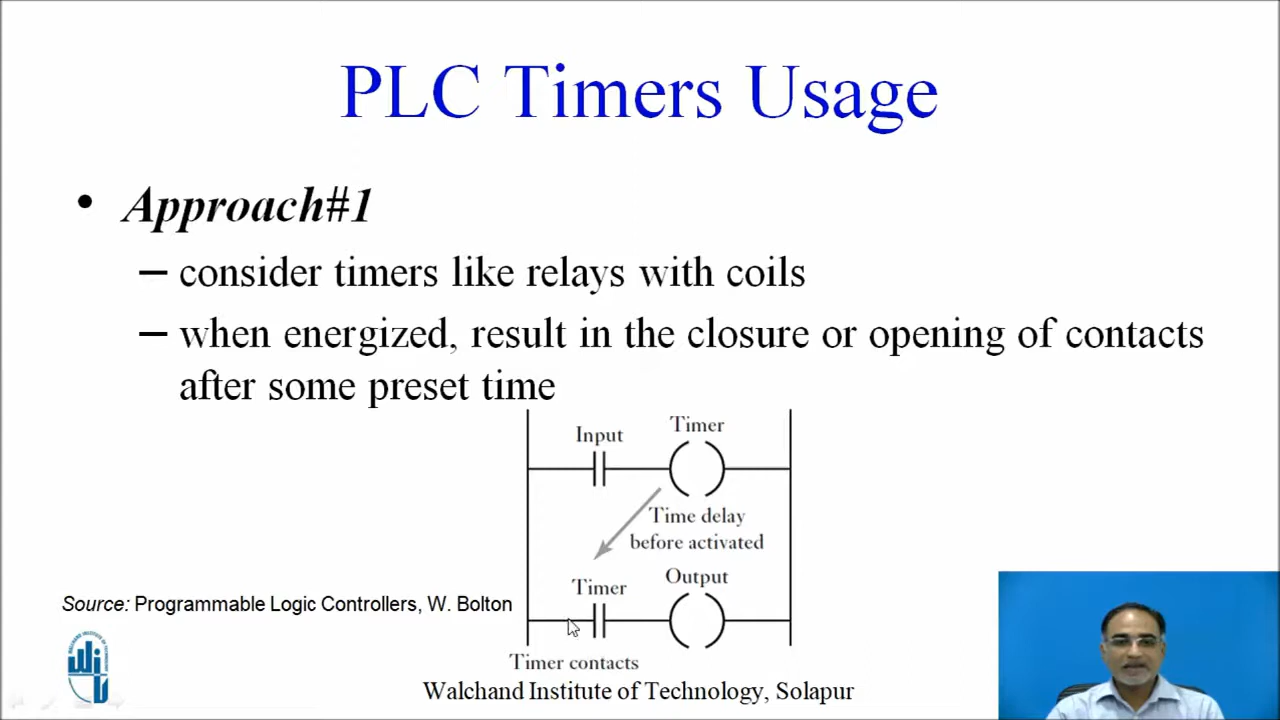 PLC Timers Usage
• Approach#1
– consider timers like relays with coils
– when energized, result in the closure or opening of contacts
after some preset time
Input
Timer
Time delay
before activated
Timer
Output
Timer contacts
Source: Programmable Logic Controllers, W. Bolton
Walchand Institute of Technology, Solapur